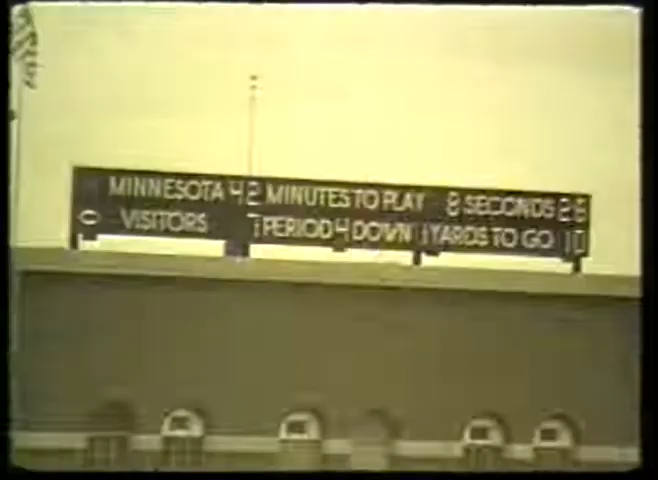 MINNESOTA 42 MINUTES TO PLAY 8 SECONDS 26
VISITORS 7 PERIOD 4 DOWN 1 YARDS TO GO 10